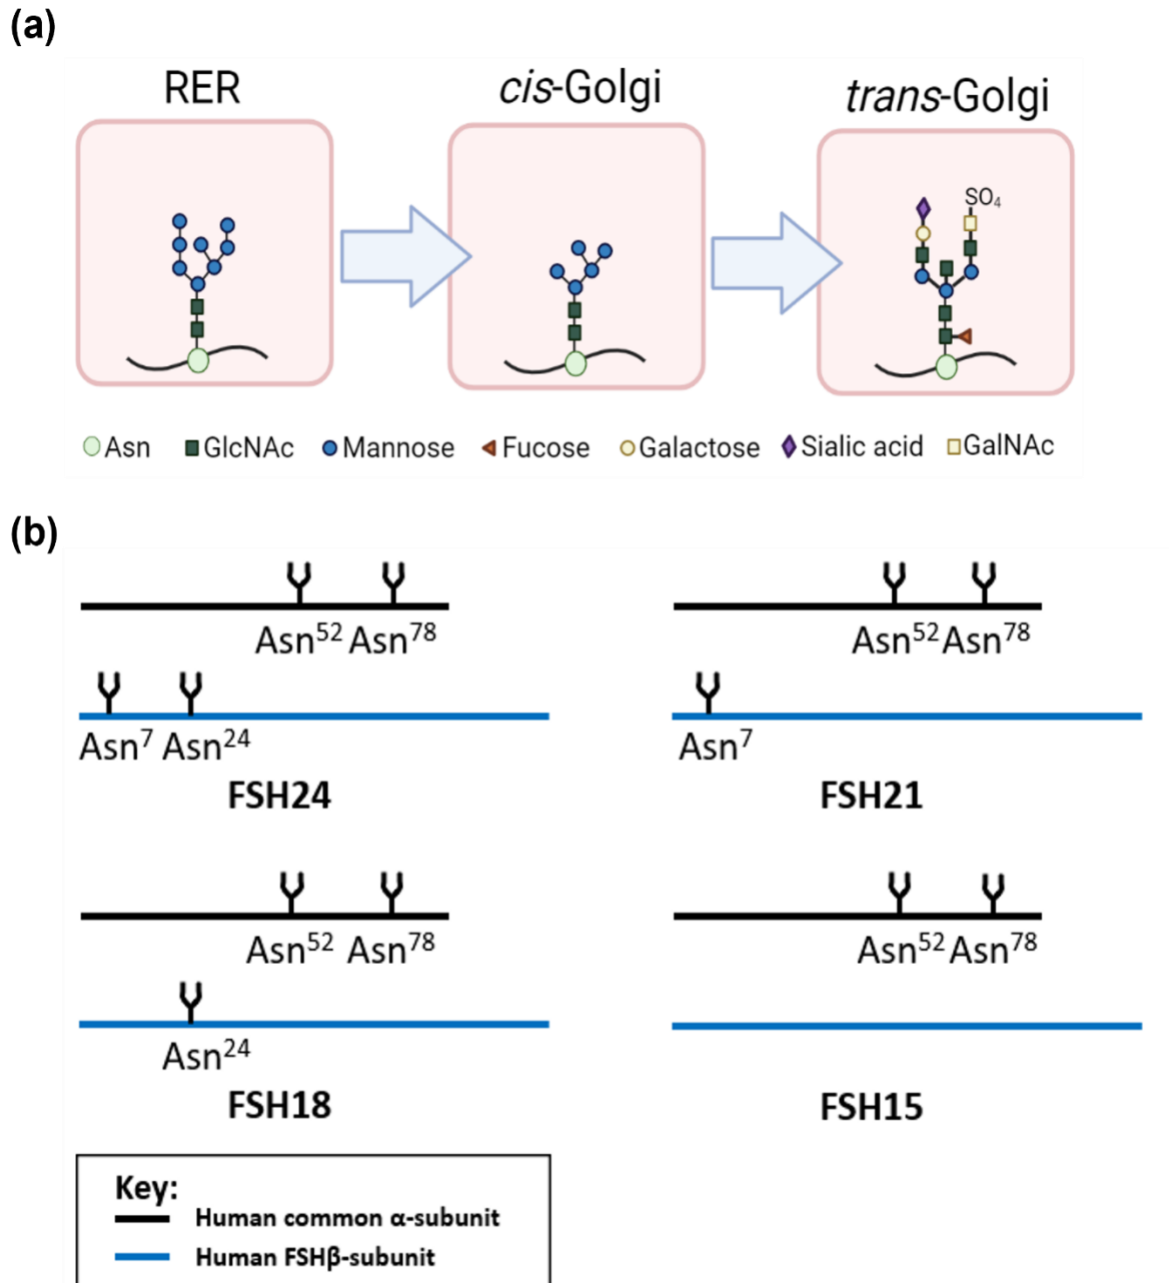 (a)
RER cis-Golgi trans-Golgi
SO₄
Asn GlcNAc Mannose Fucose Galactose Sialic acid GalNAc
(b)
Asn⁵² Asn⁷⁸ Asn⁵² Asn⁷⁸
Asn⁷ Asn²⁴ Asn⁷
FSH24 FSH21
Asn⁵² Asn⁷⁸ Asn⁵² Asn⁷⁸
Asn²⁴
FSH18 FSH15
Key:
Human common α-subunit
Human FSHβ-subunit